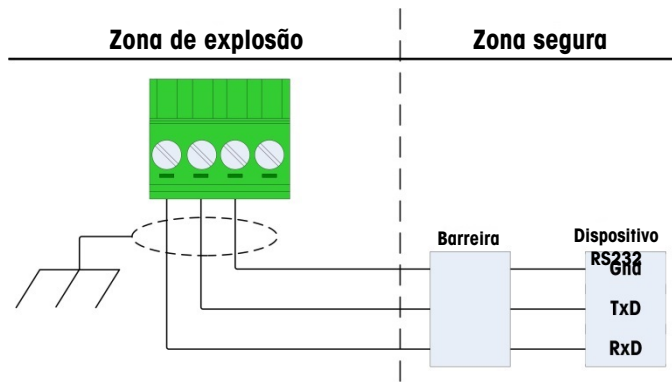 Zona de explosão
Zona segura
Barreira
Dispositivo
RS232
Gnd
TxD
RxD